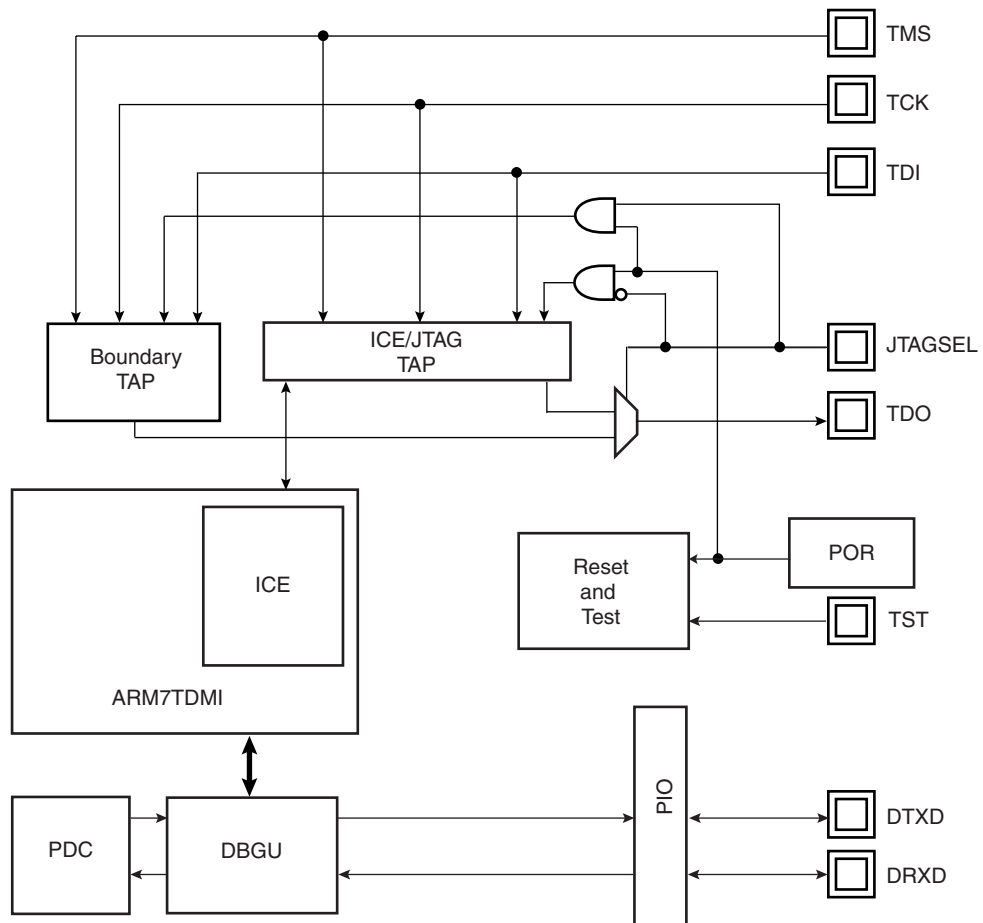 TMS
TCK
TDI
Boundary
TAP
ICE/JTAG
TAP
JTAGSEL
TDO
Reset
and
Test
POR
TST
ICE
ARM7TDMI
PDC
DBGU
PIO
DTXD
DRXD